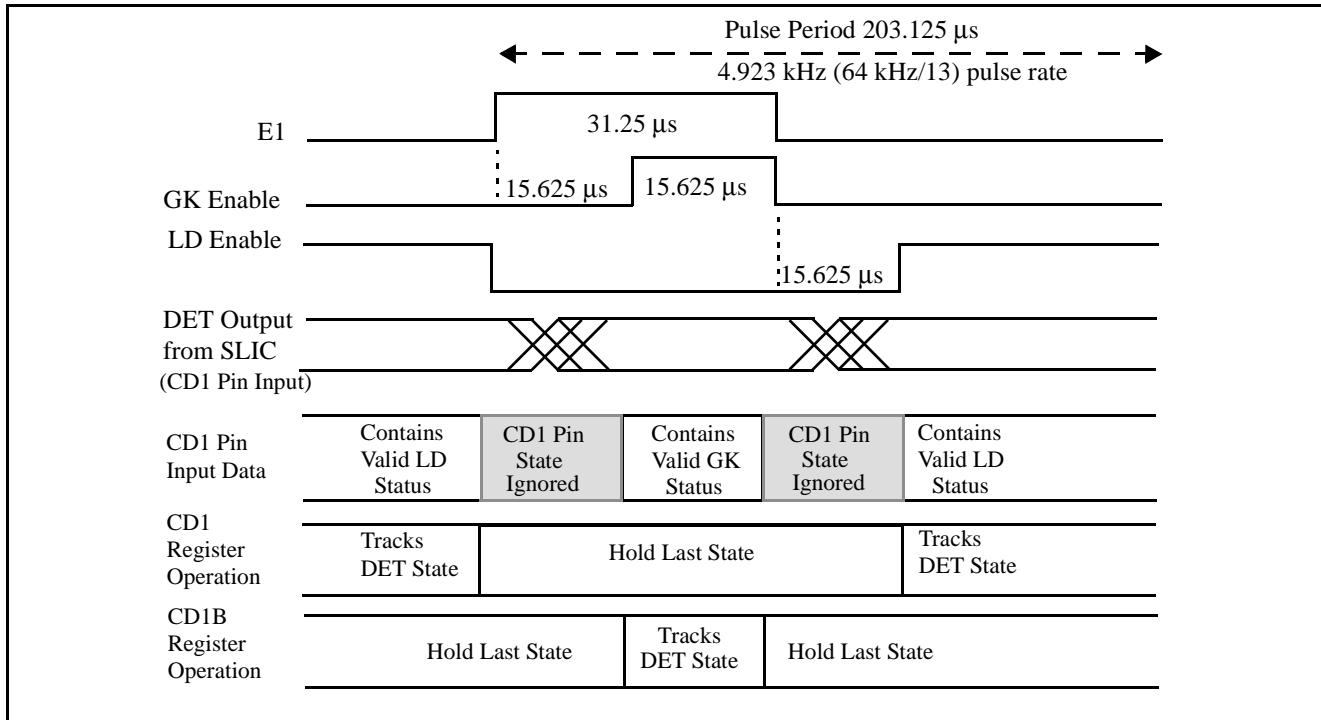 Pulse Period 203.125 µs
4.923 kHz (64 kHz/13) pulse rate
E1
31.25 µs
GK Enable
15.625 µs
15.625 µs
LD Enable
15.625 µs
DET Output
from SLIC
(CD1 Pin Input)
CD1 Pin
Input Data
Contains
Valid LD
Status
CD1 Pin
State
Ignored
Contains
Valid GK
Status
CD1 Pin
State
Ignored
Contains
Valid LD
Status
CD1
Register
Operation
Tracks
DET State
Hold Last State
Tracks
DET State
CD1B
Register
Operation
Hold Last State
Tracks
DET State
Hold Last State